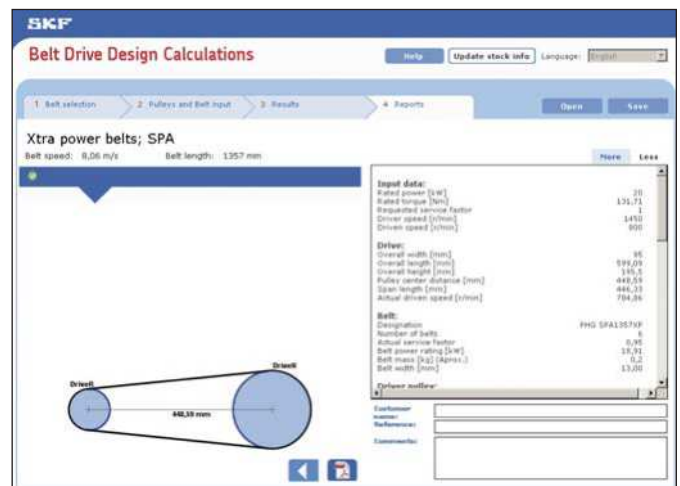 SKF
Belt Drive Design Calculations
Help
Update stock info
Language: English
1 Belt selection
2 Pulleys and Belt input
3 Results
4 Reports
Open
Save
Xtra power belts; SPA
Belt speed: 8,06 m/s Belt length: 1357 mm
More Less
Input data:
Rated power [kW] 20
Rated torque [Nm] 131,71
Requested service factor 1
Driver speed [r/min] 1450
Driven speed [r/min] 800
Drive:
Overall width [mm] 95
Overall length [mm] 599,09
Overall height [mm] 195,5
Pulley center distance [mm] 448,59
Span length [mm] 446,33
Actual driven speed [r/min] 784,86
Belt:
Designation PHG SPA1357XP
Number of belts 6
Actual service factor 0,95
Belt power rating [kW] 18,91
Belt mass [kg] (Aprox.) 0,2
Belt width [mm] 13,00
Driver pulley:
DriveR
DriveN
448,59 mm
Customer name:
Reference:
Comments: